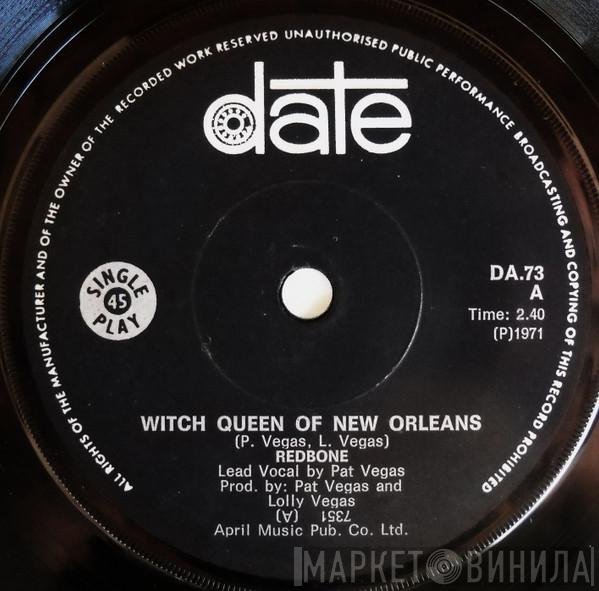 ALL RIGHTS OF THE MANUFACTURER AND OF THE OWNER OF THE RECORDED WORK RESERVED UNAUTHORISED PUBLIC PERFORMANCE BROADCASTING AND COPYING OF THIS RECORD PROHIBITED
date
SINGLE
45
PLAY
DA.73
A
Time: 2.40
(P)1971
WITCH QUEEN OF NEW ORLEANS
(P. Vegas, L. Vegas)
REDBONE
Lead Vocal by Pat Vegas
Prod. by: Pat Vegas and
Lolly Vegas
7351 (A)
April Music Pub. Co. Ltd.
МАРКЕТ ВИНИЛА